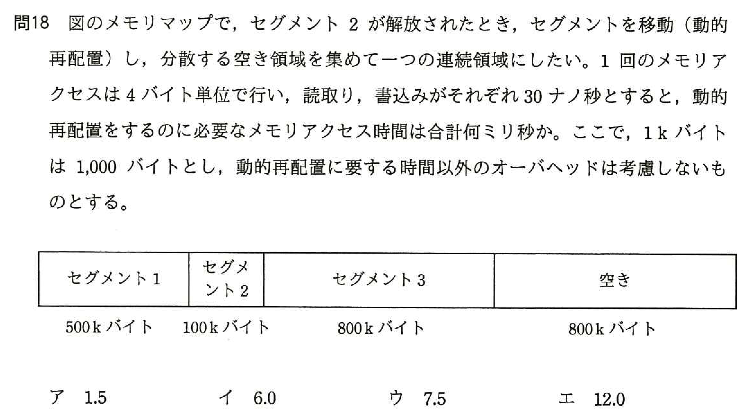 問18 図のメモリマップで，セグメント 2 が解放されたとき，セグメントを移動（動的
再配置）し，分散する空き領域を集めて一つの連続領域にしたい。1 回のメモリア
クセスは 4 バイト単位で行い，読取り，書込みがそれぞれ 30 ナノ秒とすると，動的
再配置をするのに必要なメモリアクセス時間は合計何ミリ秒か。ここで，1 k バイト
は 1,000 バイトとし，動的再配置に要する時間以外のオーバヘッドは考慮しないも
のとする。
セグメント 1 セグメ セグメント 3 空き
ント 2
500 k バイト 100 k バイト 800 k バイト 800 k バイト
ア 1.5 イ 6.0 ウ 7.5 エ 12.0